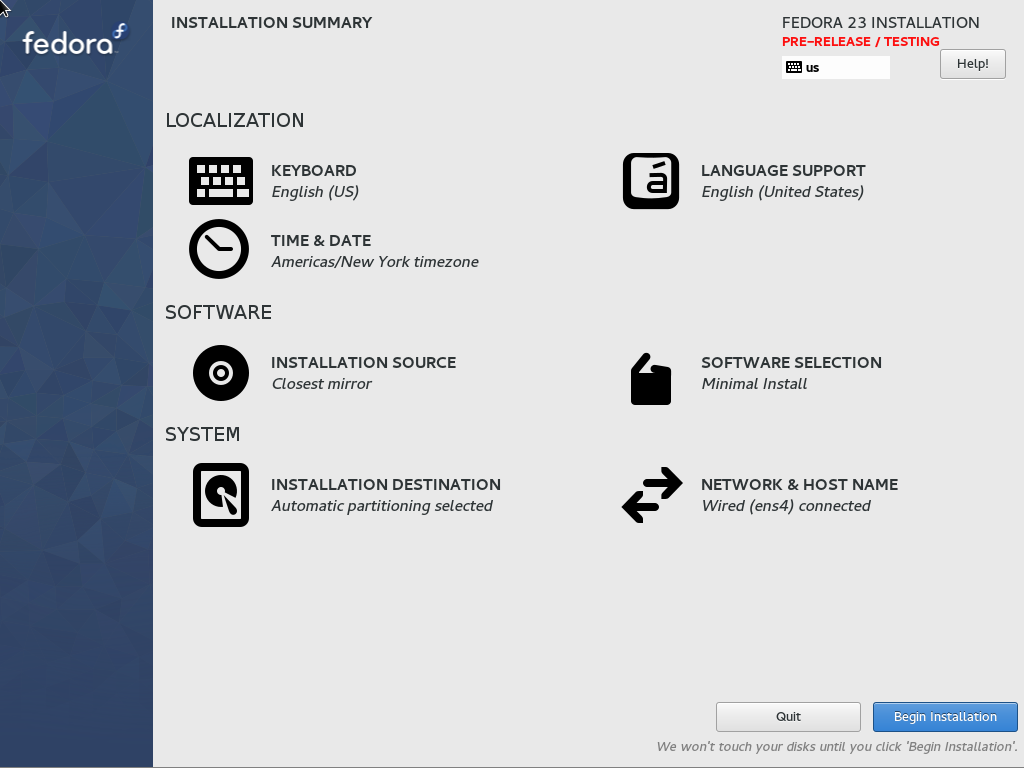 fedora
INSTALLATION SUMMARY
FEDORA 23 INSTALLATION
PRE-RELEASE / TESTING
us
Help!
LOCALIZATION
KEYBOARD
English (US)
LANGUAGE SUPPORT
English (United States)
TIME & DATE
Americas/New York timezone
SOFTWARE
INSTALLATION SOURCE
Closest mirror
SOFTWARE SELECTION
Minimal Install
SYSTEM
INSTALLATION DESTINATION
Automatic partitioning selected
NETWORK & HOST NAME
Wired (ens4) connected
Quit
Begin Installation
We won't touch your disks until you click 'Begin Installation'.